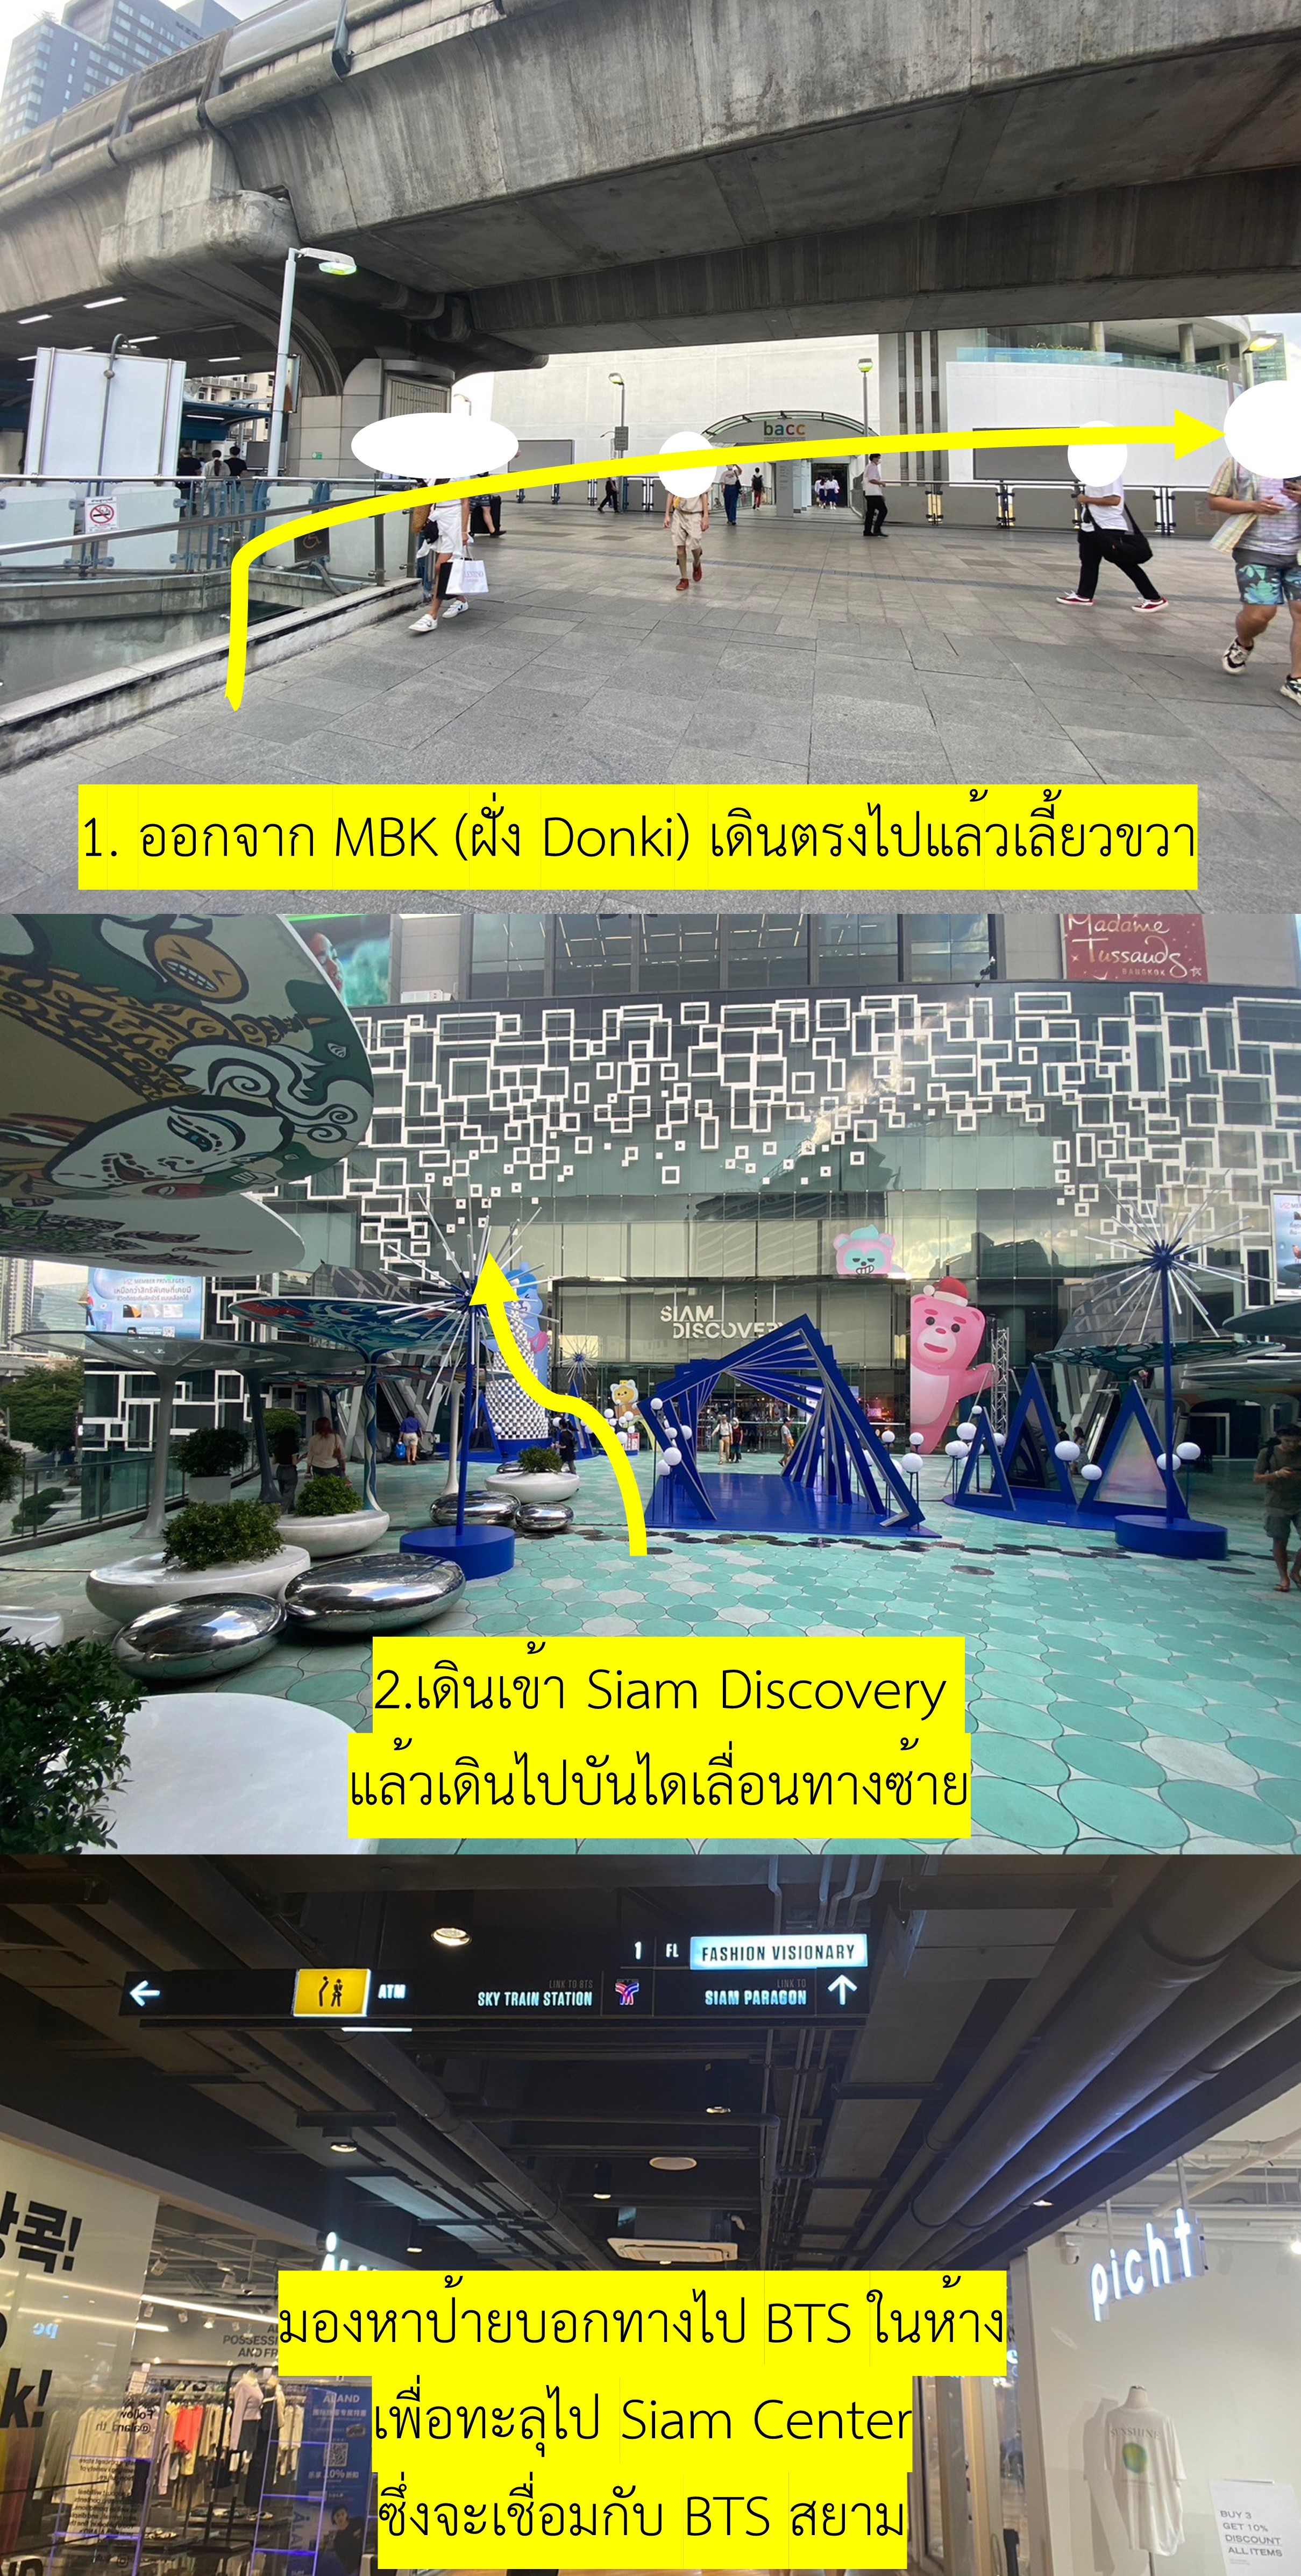 bacc
1. ออกจาก MBK (ฝั่ง Donki) เดินตรงไปแล้วเลี้ยวขวา
Madame
Tussauds
BANGKOK
SIAM
DISCOVERY
2.เดินเข้า Siam Discovery
แล้วเดินไปบันไดเลื่อนทางซ้าย
1 FL FASHION VISIONARY
ATM
LINK TO BTS
SKY TRAIN STATION
LINK TO
SIAM PARAGON
picht
มองหาป้ายบอกทางไป BTS ในห้าง
เพื่อทะลุไป Siam Center
ซึ่งจะเชื่อมกับ BTS สยาม
ALAND
SUNSHINE
BUY 3
GET 10%
DISCOUNT
ALL ITEMS